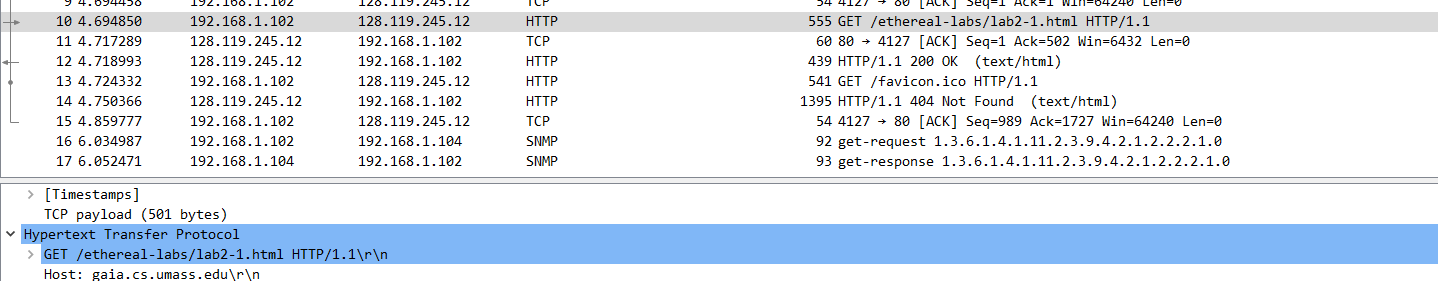 9 4.694458 192.168.1.102 128.119.245.12 TCP 54 4127 → 80 [ACK] Seq=1 Ack=1 Win=64240 Len=0
10 4.694850 192.168.1.102 128.119.245.12 HTTP 555 GET /ethereal-labs/lab2-1.html HTTP/1.1
11 4.717289 128.119.245.12 192.168.1.102 TCP 60 80 → 4127 [ACK] Seq=1 Ack=502 Win=6432 Len=0
12 4.718993 128.119.245.12 192.168.1.102 HTTP 439 HTTP/1.1 200 OK (text/html)
13 4.724332 192.168.1.102 128.119.245.12 HTTP 541 GET /favicon.ico HTTP/1.1
14 4.750366 128.119.245.12 192.168.1.102 HTTP 1395 HTTP/1.1 404 Not Found (text/html)
15 4.859777 192.168.1.102 128.119.245.12 TCP 54 4127 → 80 [ACK] Seq=989 Ack=1727 Win=64240 Len=0
16 6.034987 192.168.1.102 192.168.1.104 SNMP 92 get-request 1.3.6.1.4.1.11.2.3.9.4.2.1.2.2.2.1.0
17 6.052471 192.168.1.104 192.168.1.102 SNMP 93 get-response 1.3.6.1.4.1.11.2.3.9.4.2.1.2.2.2.1.0
[Timestamps]
TCP payload (501 bytes)
Hypertext Transfer Protocol
GET /ethereal-labs/lab2-1.html HTTP/1.1\r\n
Host: gaia.cs.umass.edu\r\n